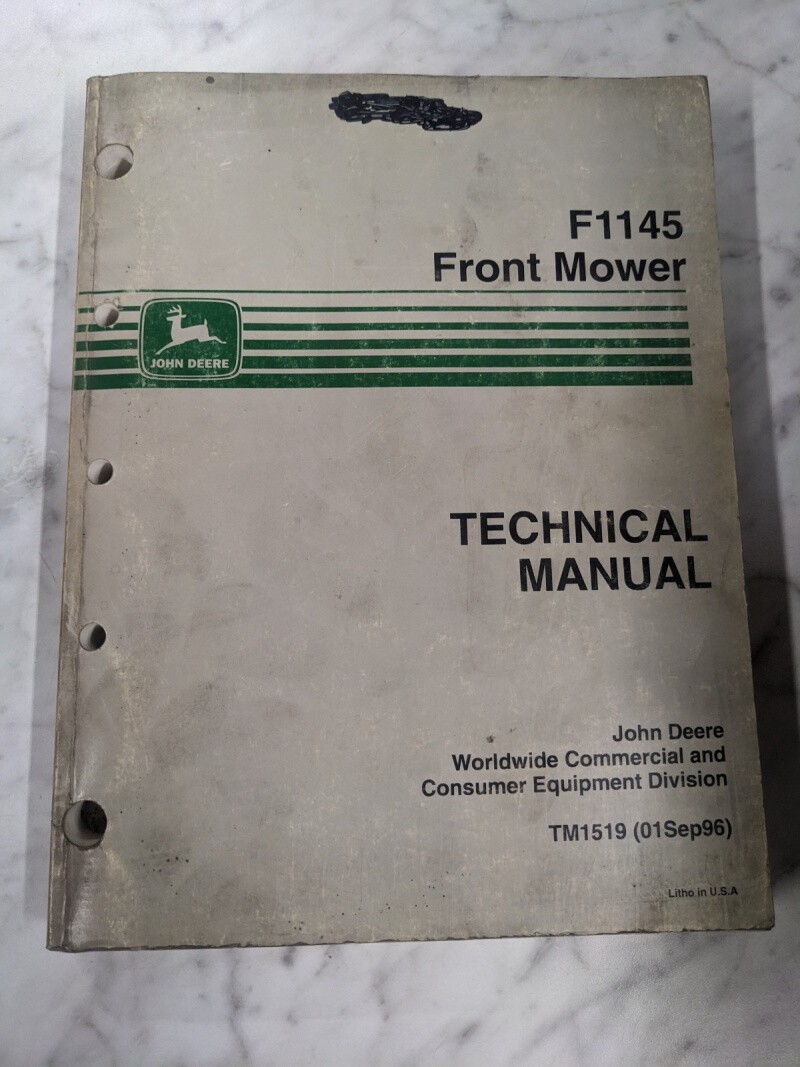 F1145
Front Mower
JOHN DEERE
TECHNICAL
MANUAL
John Deere
Worldwide Commercial and
Consumer Equipment Division
TM1519 (01Sep96)
Litho in U.S.A